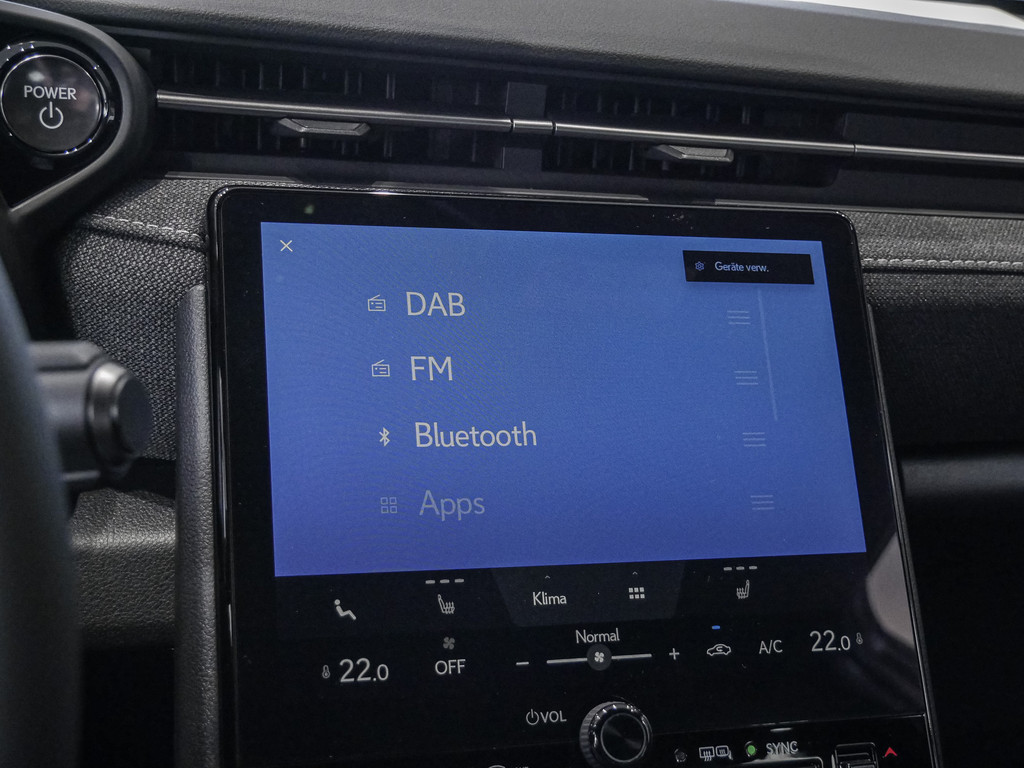 POWER
Geräte verw.
DAB
FM
Bluetooth
Apps
Klima
Normal
22.0
OFF
A/C
22.0
VOL
SYNC